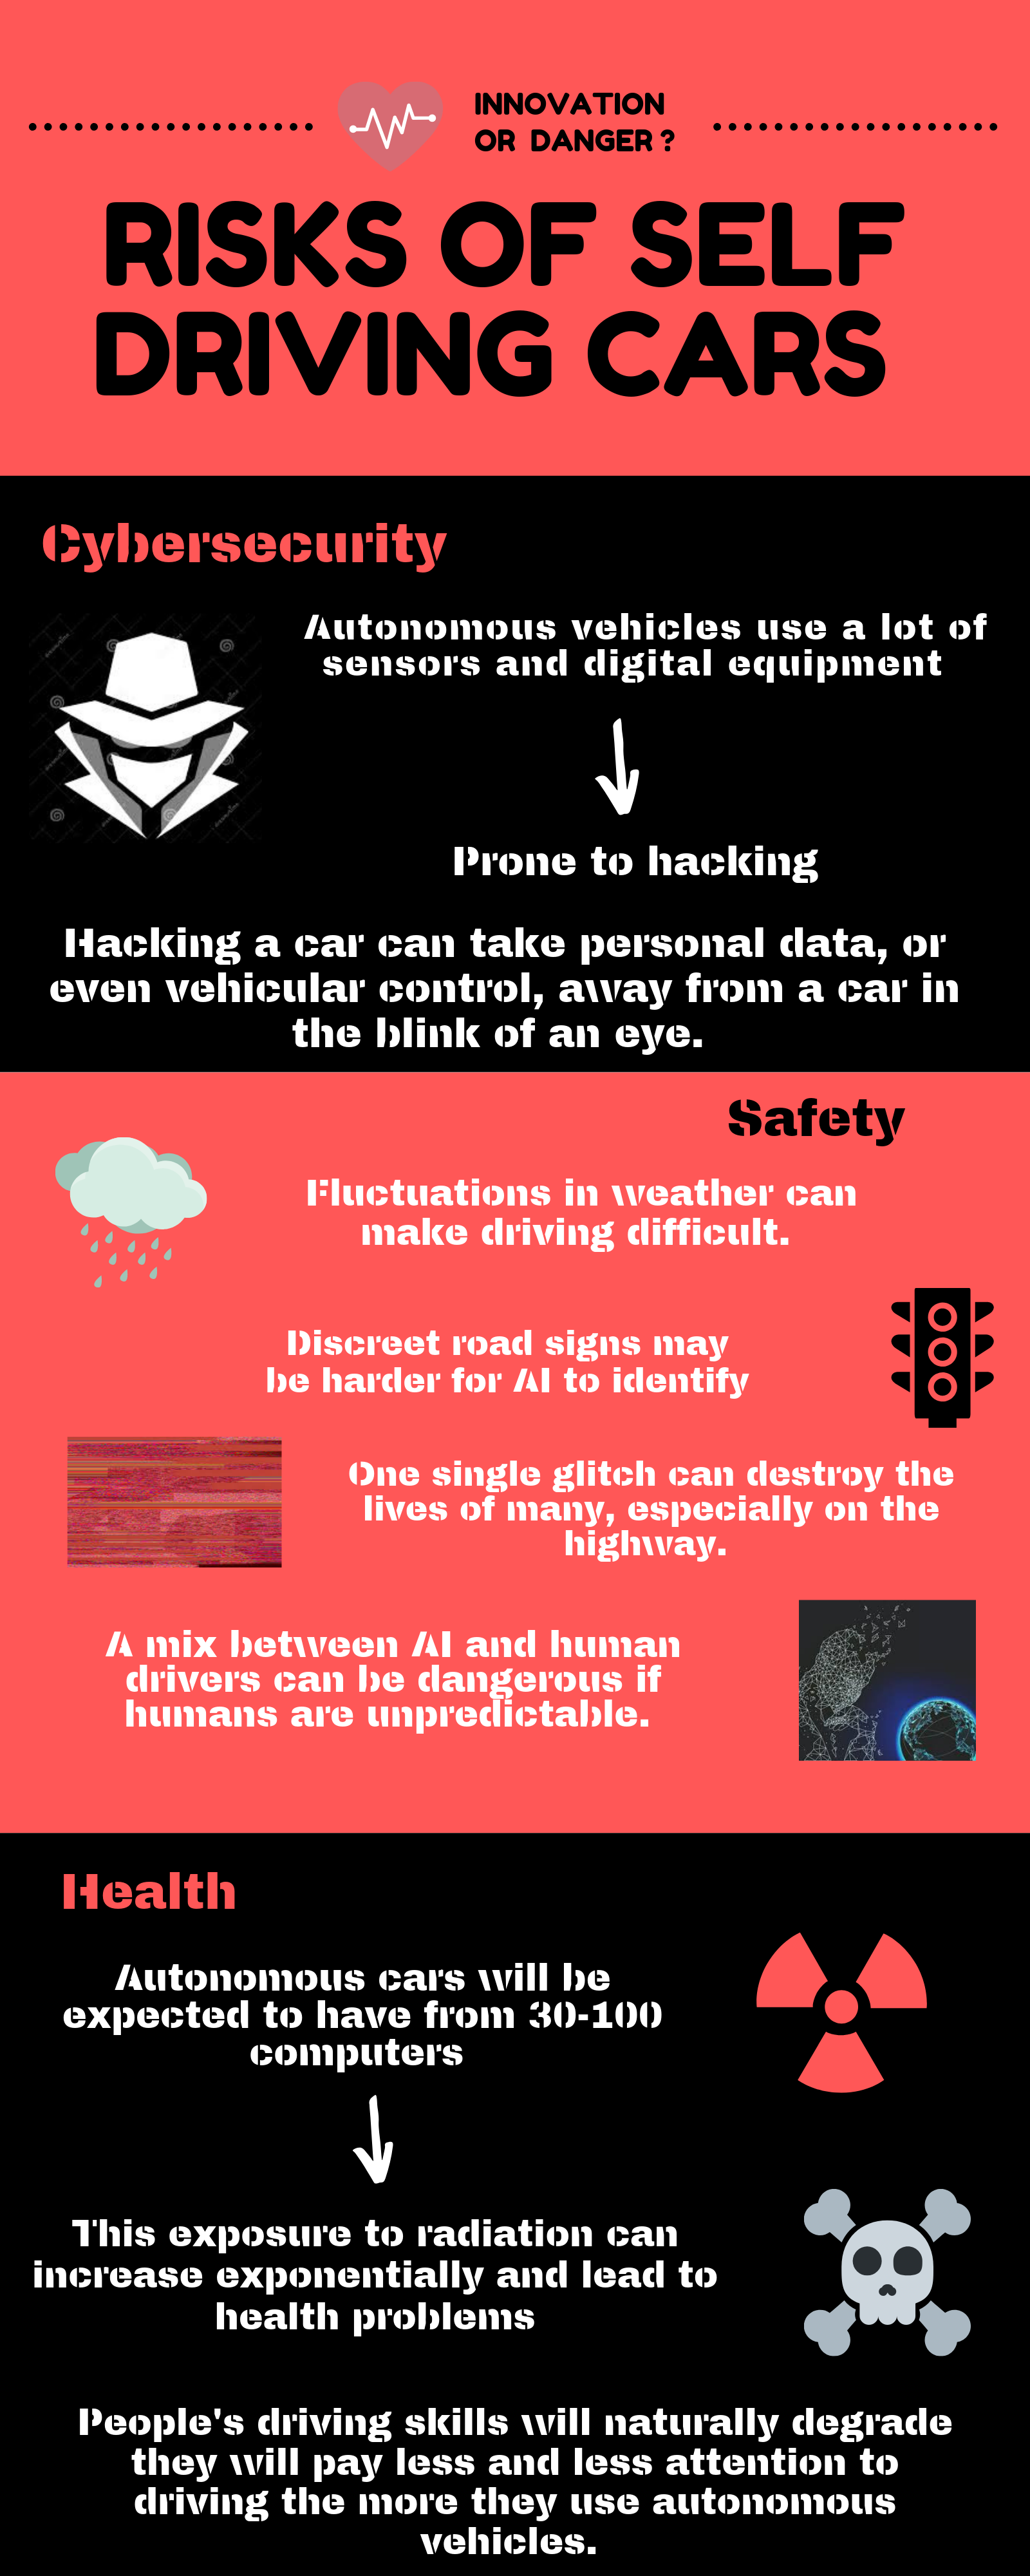 INNOVATION
OR DANGER ?
RISKS OF SELF
DRIVING CARS
Cybersecurity
Autonomous vehicles use a lot of
sensors and digital equipment
Prone to hacking
Hacking a car can take personal data, or
even vehicular control, away from a car in
the blink of an eye.
Safety
Fluctuations in weather can
make driving difficult.
Discreet road signs may
be harder for AI to identify
One single glitch can destroy the
lives of many, especially on the
highway.
A mix between AI and human
drivers can be dangerous if
humans are unpredictable.
Health
Autonomous cars will be
expected to have from 30-100
computers
This exposure to radiation can
increase exponentially and lead to
health problems
People's driving skills will naturally degrade
they will pay less and less attention to
driving the more they use autonomous
vehicles.